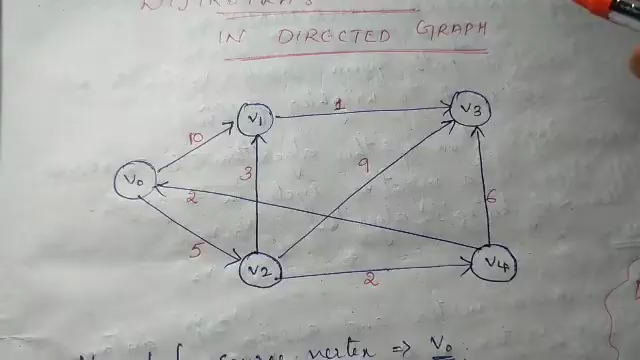 IN DIRECTED GRAPH
V1
1
V3
10
3
9
V0
2
6
5
V2
2
V4
source vertex => V0